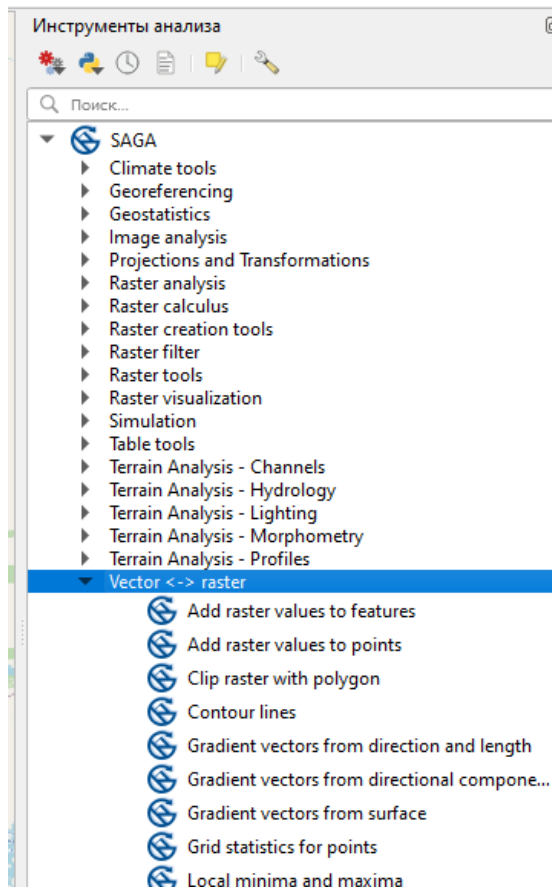 Инструменты анализа
Поиск...
SAGA
Climate tools
Georeferencing
Geostatistics
Image analysis
Projections and Transformations
Raster analysis
Raster calculus
Raster creation tools
Raster filter
Raster tools
Raster visualization
Simulation
Table tools
Terrain Analysis - Channels
Terrain Analysis - Hydrology
Terrain Analysis - Lighting
Terrain Analysis - Morphometry
Terrain Analysis - Profiles
Vector <-> raster
Add raster values to features
Add raster values to points
Clip raster with polygon
Contour lines
Gradient vectors from direction and length
Gradient vectors from directional compone...
Gradient vectors from surface
Grid statistics for points
Local minima and maxima